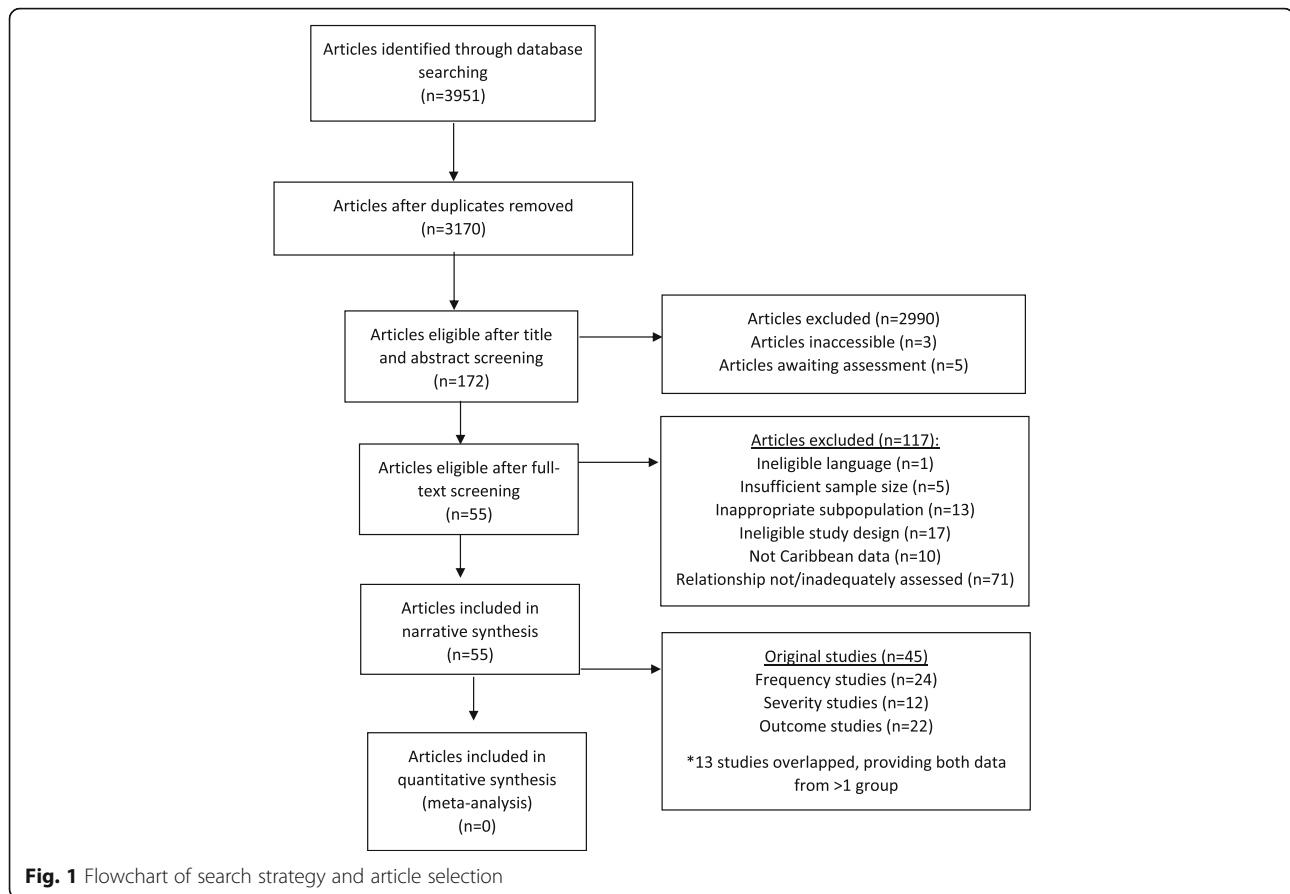 Articles identified through database
searching
(n=3951)
Articles after duplicates removed
(n=3170)
Articles eligible after title
and abstract screening
(n=172)
Articles excluded (n=2990)
Articles inaccessible (n=3)
Articles awaiting assessment (n=5)
Articles eligible after full-
text screening
(n=55)
Articles excluded (n=117):
Ineligible language (n=1)
Insufficient sample size (n=5)
Inappropriate subpopulation (n=13)
Ineligible study design (n=17)
Not Caribbean data (n=10)
Relationship not/inadequately assessed (n=71)
Articles included in
narrative synthesis
(n=55)
Original studies (n=45)
Frequency studies (n=24)
Severity studies (n=12)
Outcome studies (n=22)
*13 studies overlapped, providing both data
from >1 group
Articles included in
quantitative synthesis
(meta-analysis)
(n=0)
Fig. 1 Flowchart of search strategy and article selection